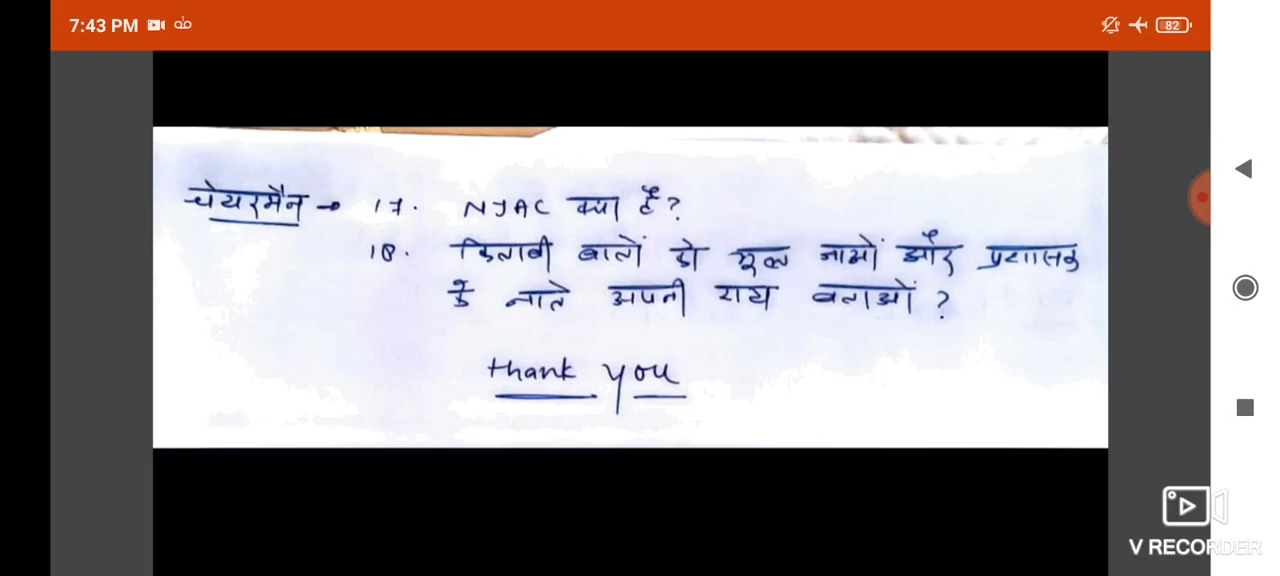 7:43 PM
82
चेयरमैन → 17. NJAC क्या है?
18. किताबी बातों को भूल जाओं और प्रशासक
के नाते अपनी राय बताओं ?
thank you
V RECORDER